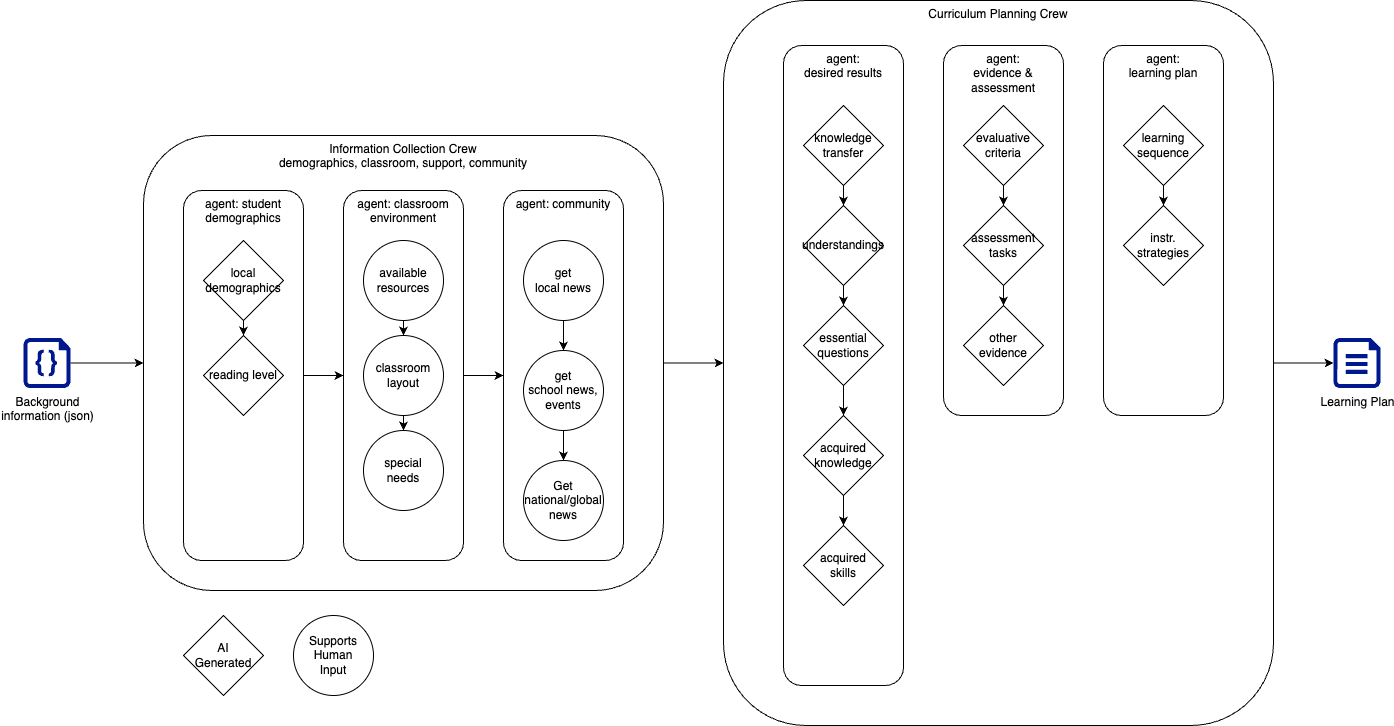 Curriculum Planning Crew
agent:
desired results
knowledge
transfer
understandings
essential
questions
acquired
knowledge
acquired
skills
agent:
evidence &
assessment
evaluative
criteria
assessment
tasks
other
evidence
agent:
learning plan
learning
sequence
instr.
strategies
Information Collection Crew
demographics, classroom, support, community
agent: student
demographics
local
demographics
reading level
agent: classroom
environment
available
resources
classroom
layout
special
needs
agent: community
get
local news
get
school news,
events
Get
national/global
news
{}
Background
information (json)
Learning Plan
AI
Generated
Supports
Human
Input